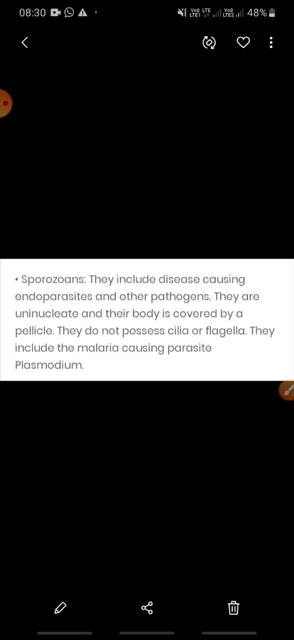 08:30 48%
• Sporozoans: They include disease causing
endoparasites and other pathogens. They are
uninucleate and their body is covered by a
pellicle. They do not possess cilia or flagella. They
include the malaria causing parasite
Plasmodium.